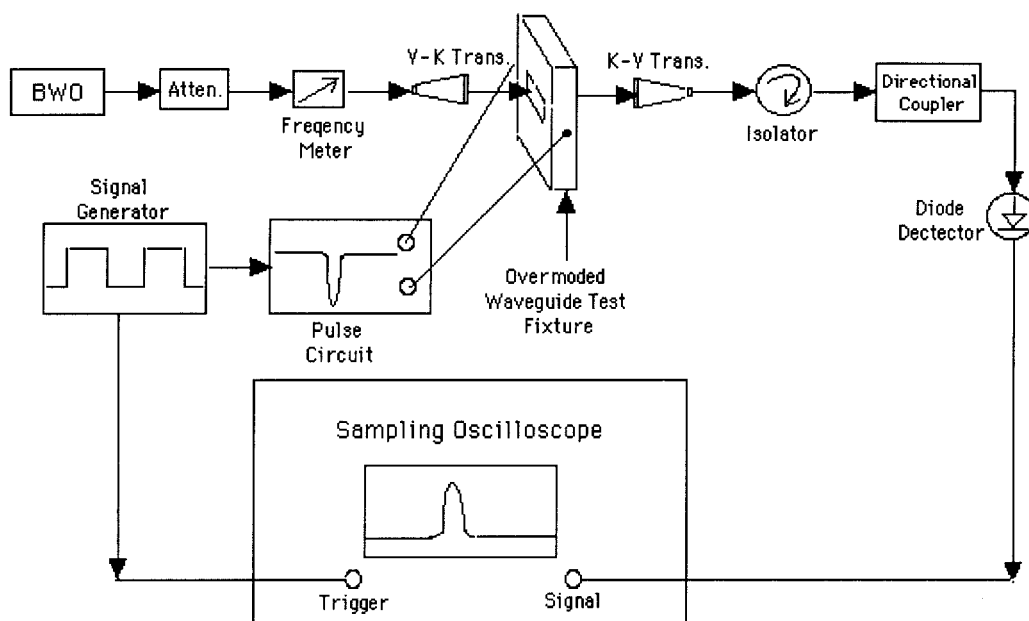 V-K Trans.
K-V Trans.
BWO
Atten.
Freqency
Meter
Isolator
Directional
Coupler
Signal
Generator
Diode
Dectector
Overmoded
Waveguide Test
Fixture
Pulse
Circuit
Sampling Oscilloscope
Trigger
Signal